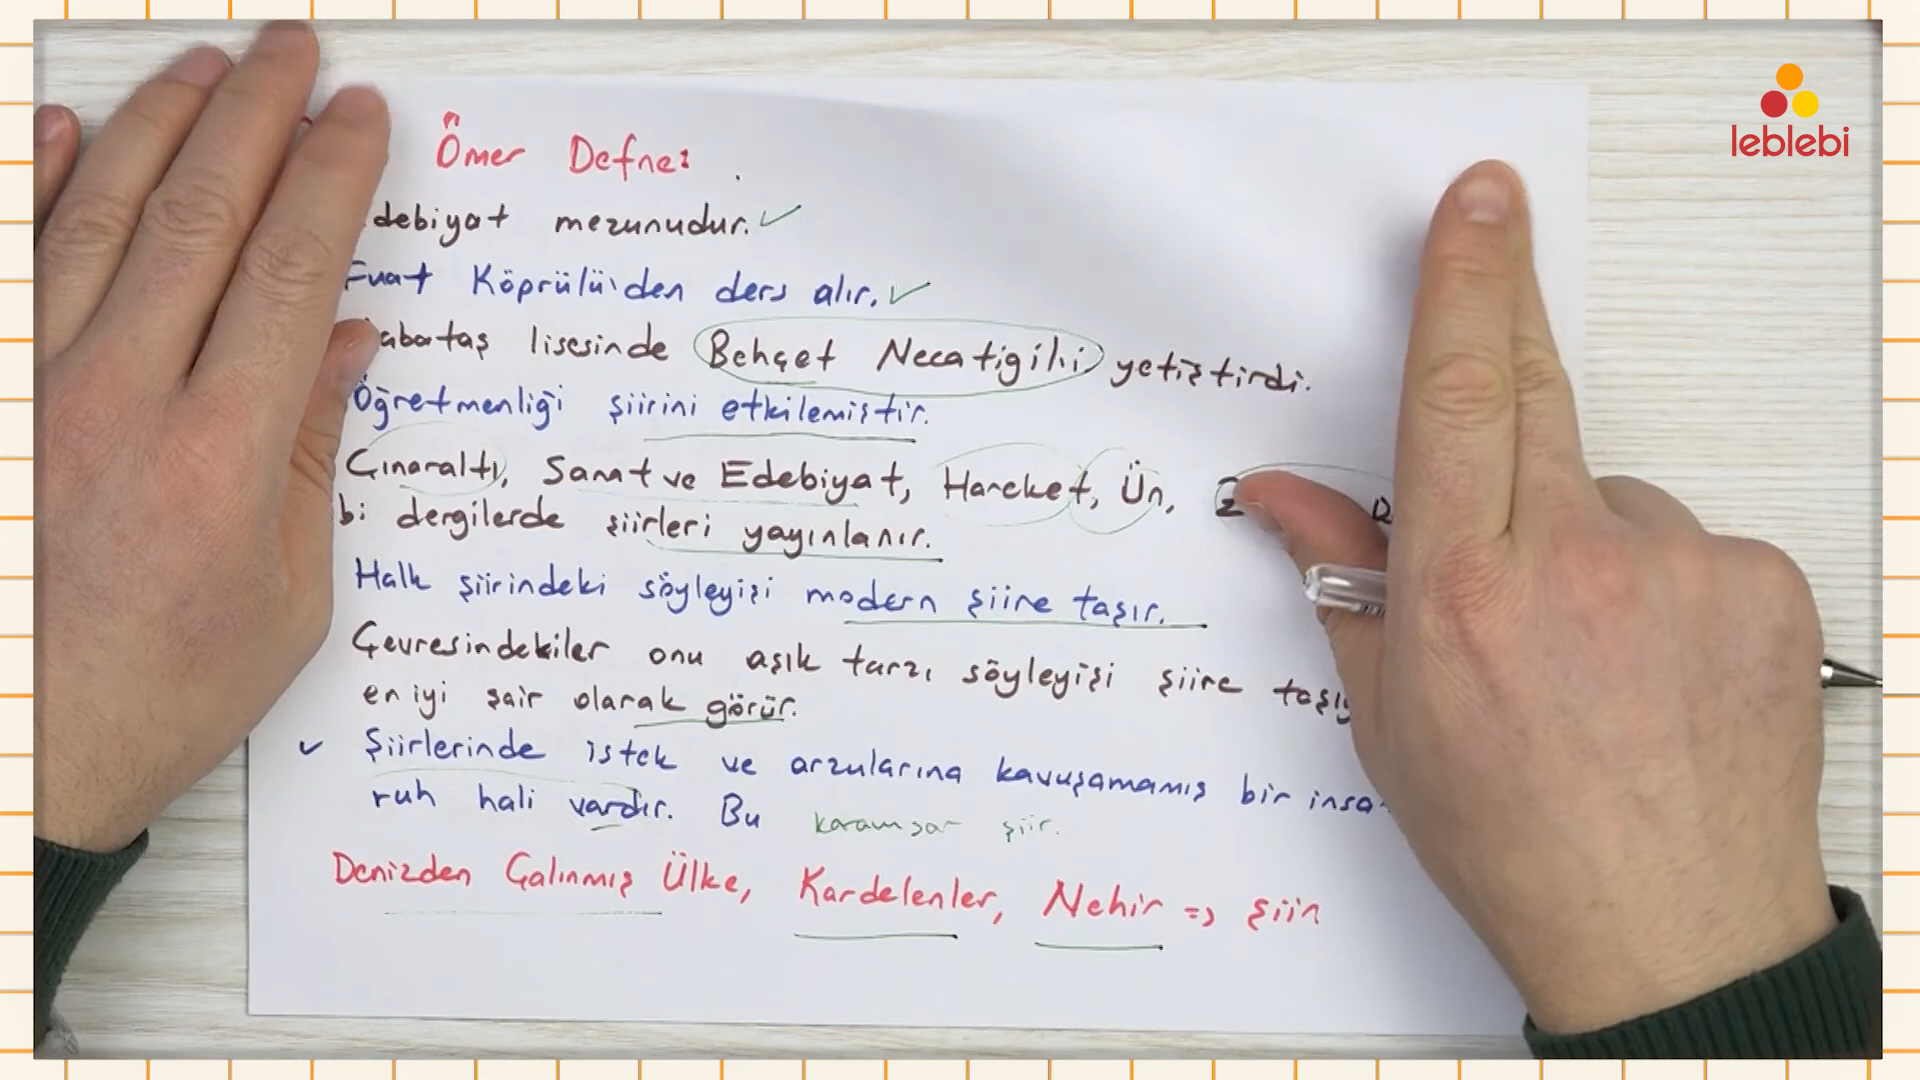 leblebi
Ömer Defne:
debiyat mezunudur.
Fuat Köprülü'den ders alır.
abataş lisesinde Behçet Necatigil'i yetiştirdi.
Öğretmenliği şiirini etkilemiştir.
Çınaraltı, Sanat ve Edebiyat, Hareket, Ün,
bi dergilerde şiirleri yayınlanır.
Halk şiirindeki söyleyişi modern şiire taşır.
Çevresindekiler onu aşık tarzı söyleyişi şiire taşıy
en iyi şair olarak görür.
Şiirlerinde istek ve arzularına kavuşamamış bir insa
ruh hali vardır. Bu karamsar şiir.
Denizden Çalınmış Ülke, Kardelenler, Nehir => şiir